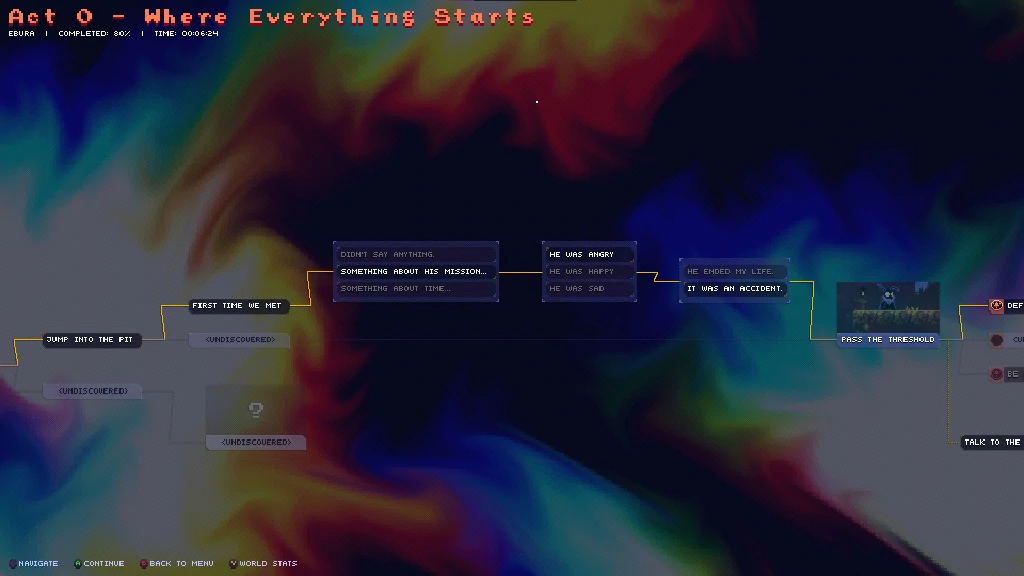 Act 0 - Where Everything Starts
EBURA | COMPLETED: 80% | TIME: 00:06:24
DIDN'T SAY ANYTHING.
SOMETHING ABOUT HIS MISSION...
SOMETHING ABOUT TIME...
HE WAS ANGRY
HE WAS HAPPY
HE WAS SAD
HE ENDED MY LIFE.
IT WAS AN ACCIDENT.
FIRST TIME WE MET
<UNDISCOVERED>
JUMP INTO THE PIT
<UNDISCOVERED>
?
<UNDISCOVERED>
PASS THE THRESHOLD
DEF
<U
BE
TALK TO THE
NAVIGATE
A CONTINUE
BACK TO MENU
Y WORLD STATS